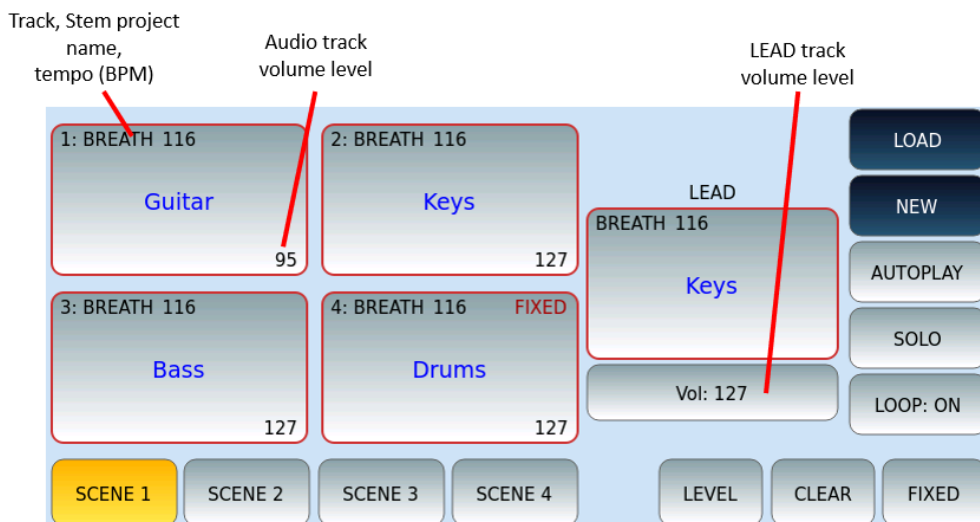 Track, Stem project
name,
tempo (BPM)
Audio track
volume level
LEAD track
volume level
1: BREATH 116
Guitar
95
2: BREATH 116
Keys
127
3: BREATH 116
Bass
127
4: BREATH 116 FIXED
Drums
127
LEAD
BREATH 116
Keys
Vol: 127
LOAD
NEW
AUTOPLAY
SOLO
LOOP: ON
SCENE 1
SCENE 2
SCENE 3
SCENE 4
LEVEL
CLEAR
FIXED